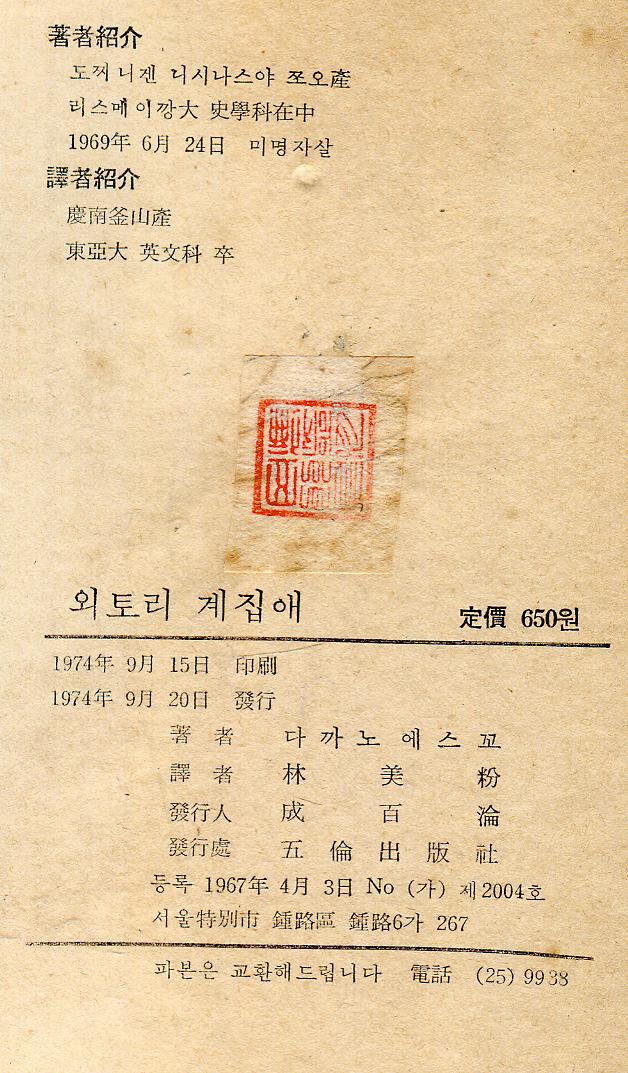 著者紹介
도찌니젠 디시나스야 쪼오產
리스메이깡大 史學科在中
1969年 6月 24日 미명자살
譯者紹介
慶南釜山產
東亞大 英文科 卒
외토리 계집애
定價 650원
1974年 9月 15日 印刷
1974年 9月 20日 發行
著者 다까노에스꼬
譯者 林美粉
發行人 成百淪
發行處 五倫出版社
등록 1967年 4月 3日 No (가) 제2004호
서울特別市 鍾路區 鍾路6가 267
파본은 교환해드립니다 電話 (25) 9938